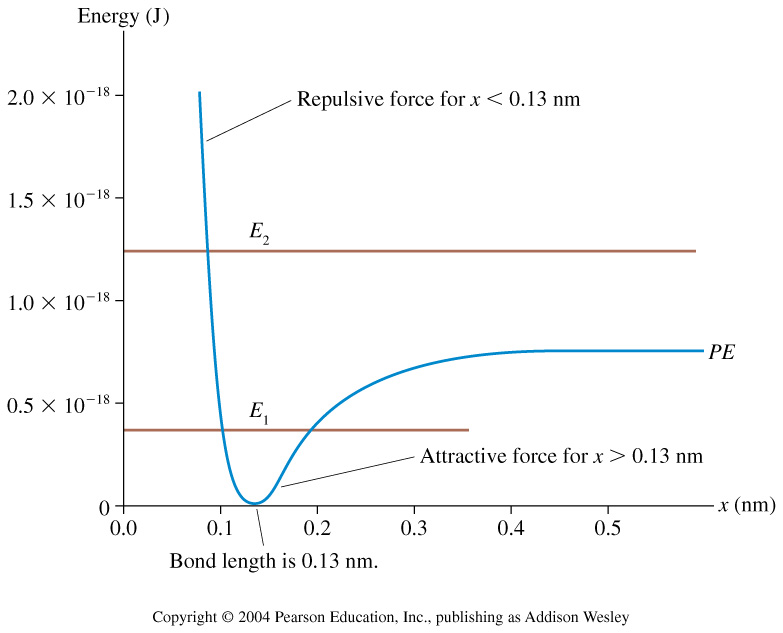 Energy (J)
2.0 × 10⁻¹⁸
Repulsive force for x < 0.13 nm
1.5 × 10⁻¹⁸
E₂
1.0 × 10⁻¹⁸
PE
0.5 × 10⁻¹⁸
E₁
Attractive force for x > 0.13 nm
0
x (nm)
0.0 0.1 0.2 0.3 0.4 0.5
Bond length is 0.13 nm.
Copyright © 2004 Pearson Education, Inc., publishing as Addison Wesley